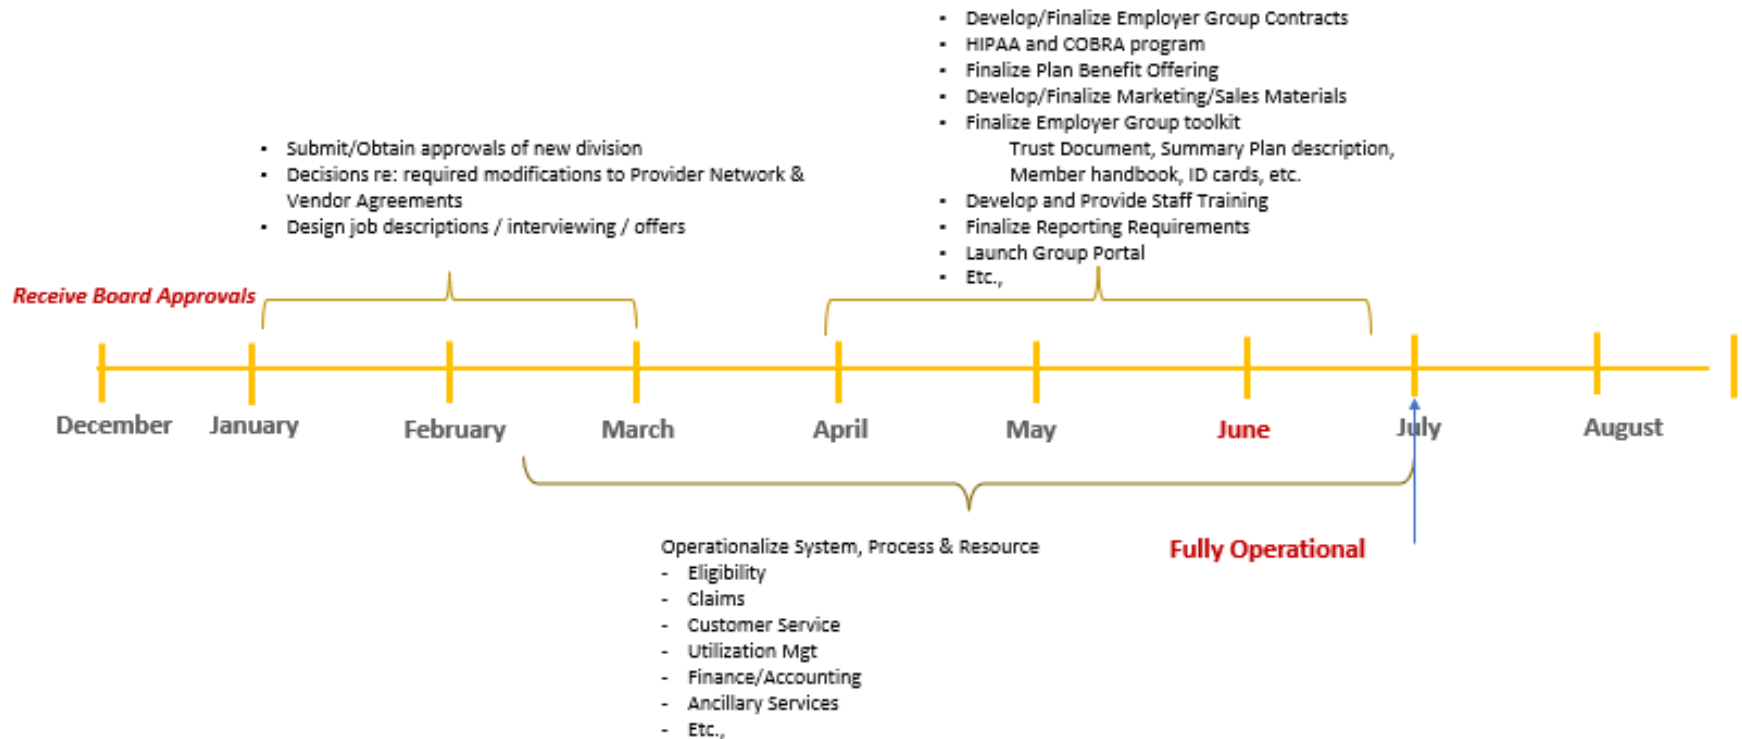 ▪ Develop/Finalize Employer Group Contracts
▪ HIPAA and COBRA program
▪ Finalize Plan Benefit Offering
▪ Develop/Finalize Marketing/Sales Materials
▪ Finalize Employer Group toolkit
Trust Document, Summary Plan description,
Member handbook, ID cards, etc.
▪ Develop and Provide Staff Training
▪ Finalize Reporting Requirements
▪ Launch Group Portal
▪ Etc.,
▪ Submit/Obtain approvals of new division
▪ Decisions re: required modifications to Provider Network &
Vendor Agreements
▪ Design job descriptions / interviewing / offers
Receive Board Approvals
December January February March April May June July August
Operationalize System, Process & Resource
- Eligibility
- Claims
- Customer Service
- Utilization Mgt
- Finance/Accounting
- Ancillary Services
- Etc.,
Fully Operational